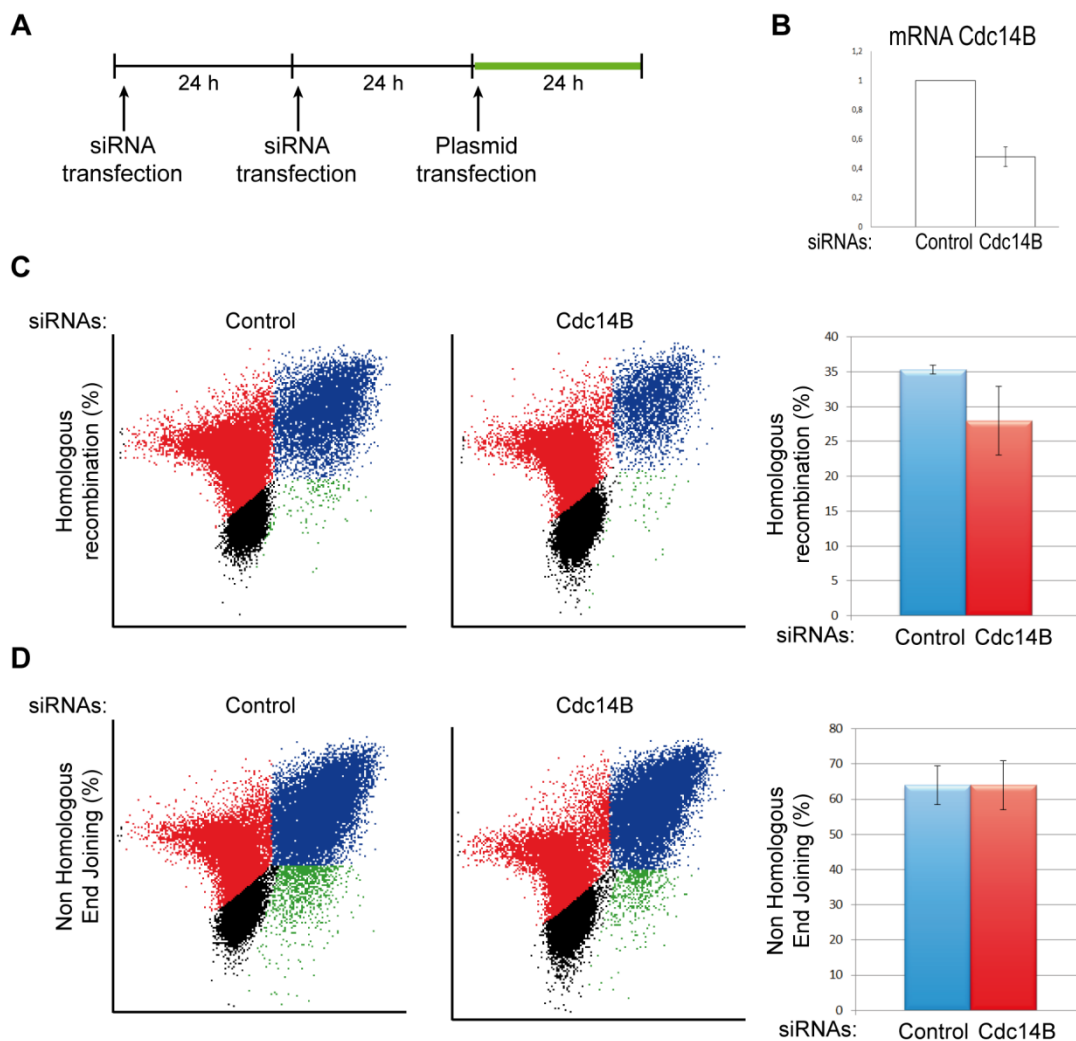 A
24 h
24 h
24 h
siRNA
transfection
siRNA
transfection
Plasmid
transfection
B
mRNA Cdc14B
1,2
1
0,8
0,6
0,4
0,2
0
siRNAs:
Control
Cdc14B
C
siRNAs:
Control
Cdc14B
Homologous
recombination (%)
Homologous
recombination (%)
40
35
30
25
20
15
10
5
0
siRNAs:
Control
Cdc14B
D
siRNAs:
Control
Cdc14B
Non Homologous
End Joining (%)
Non Homologous
End Joining (%)
80
70
60
50
40
30
20
10
0
siRNAs:
Control
Cdc14B